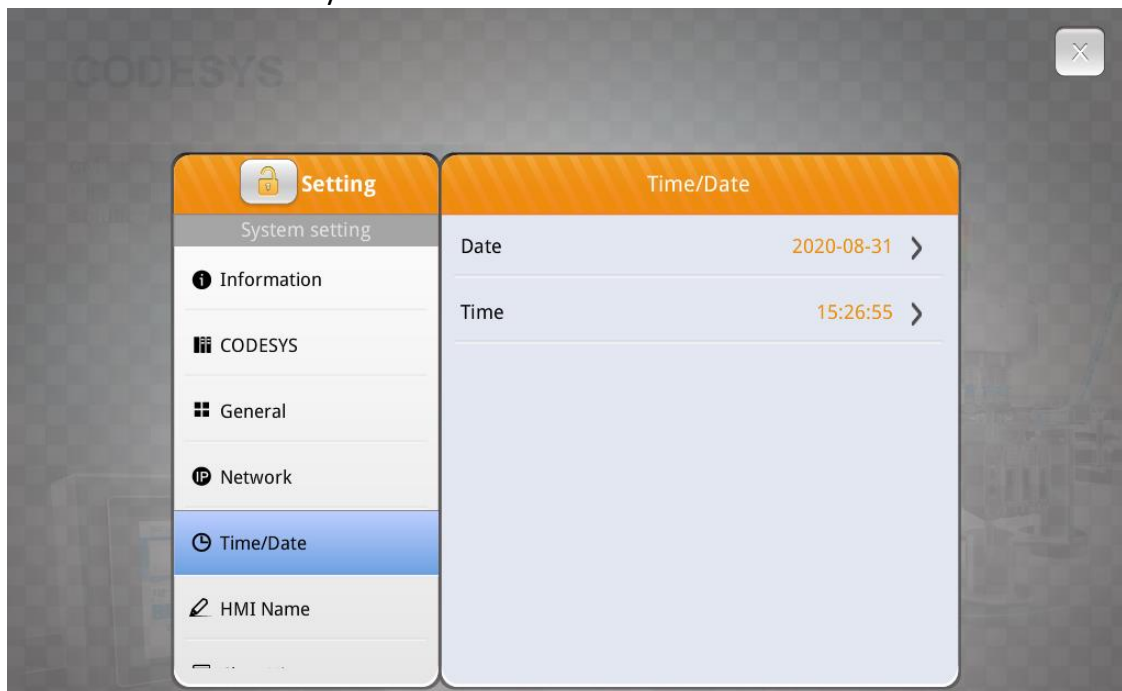 CODESYS
X
Setting
System setting
Information
CODESYS
General
IP Network
Time/Date
HMI Name
Time/Date
Date 2020-08-31
Time 15:26:55